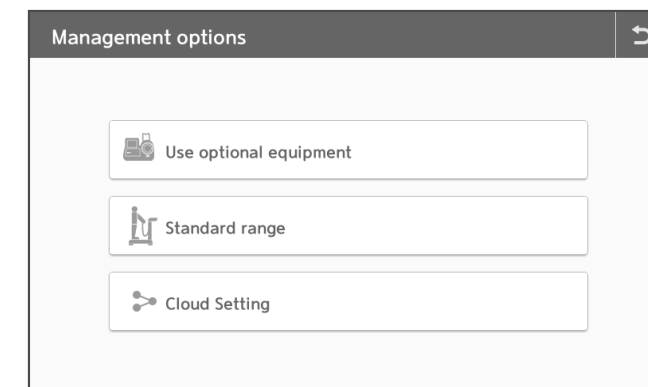 Management options
Use optional equipment
Standard range
Cloud Setting